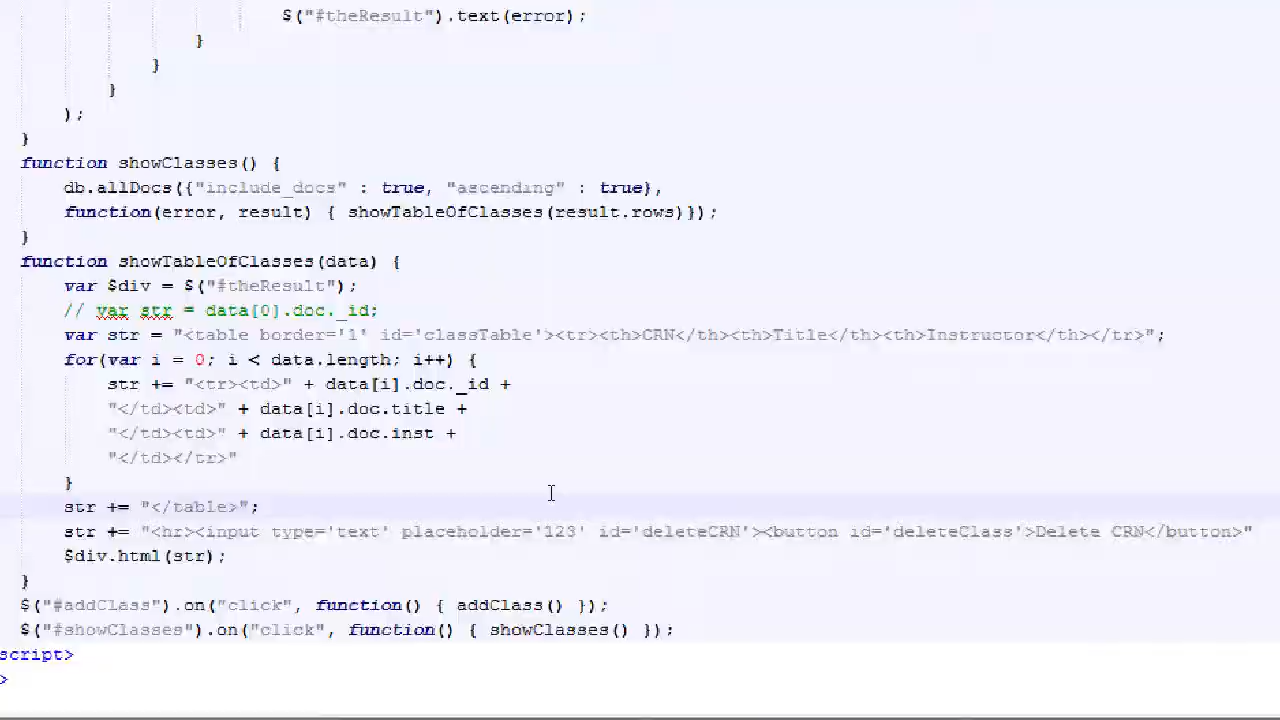 $("#theResult").text(error);
}
}
}
);
}
function showClasses() {
db.allDocs({"include_docs" : true, "ascending" : true},
function(error, result) { showTableOfClasses(result.rows)});
}
function showTableOfClasses(data) {
var $div = $("#theResult");
// var str = data[0].doc._id;
var str = "<table border='1' id='classTable'><tr><th>CRN</th><th>Title</th><th>Instructor</th></tr>";
for(var i = 0; i < data.length; i++) {
str += "<tr><td>" + data[i].doc._id +
"</td><td>" + data[i].doc.title +
"</td><td>" + data[i].doc.inst +
"</td></tr>"
}
str += "</table>";
str += "<hr><input type='text' placeholder='123' id='deleteCRN'><button id='deleteClass'>Delete CRN</button>"
$div.html(str);
}
$("#addClass").on("click", function() { addClass() });
$("#showClasses").on("click", function() { showClasses() });
script>
>